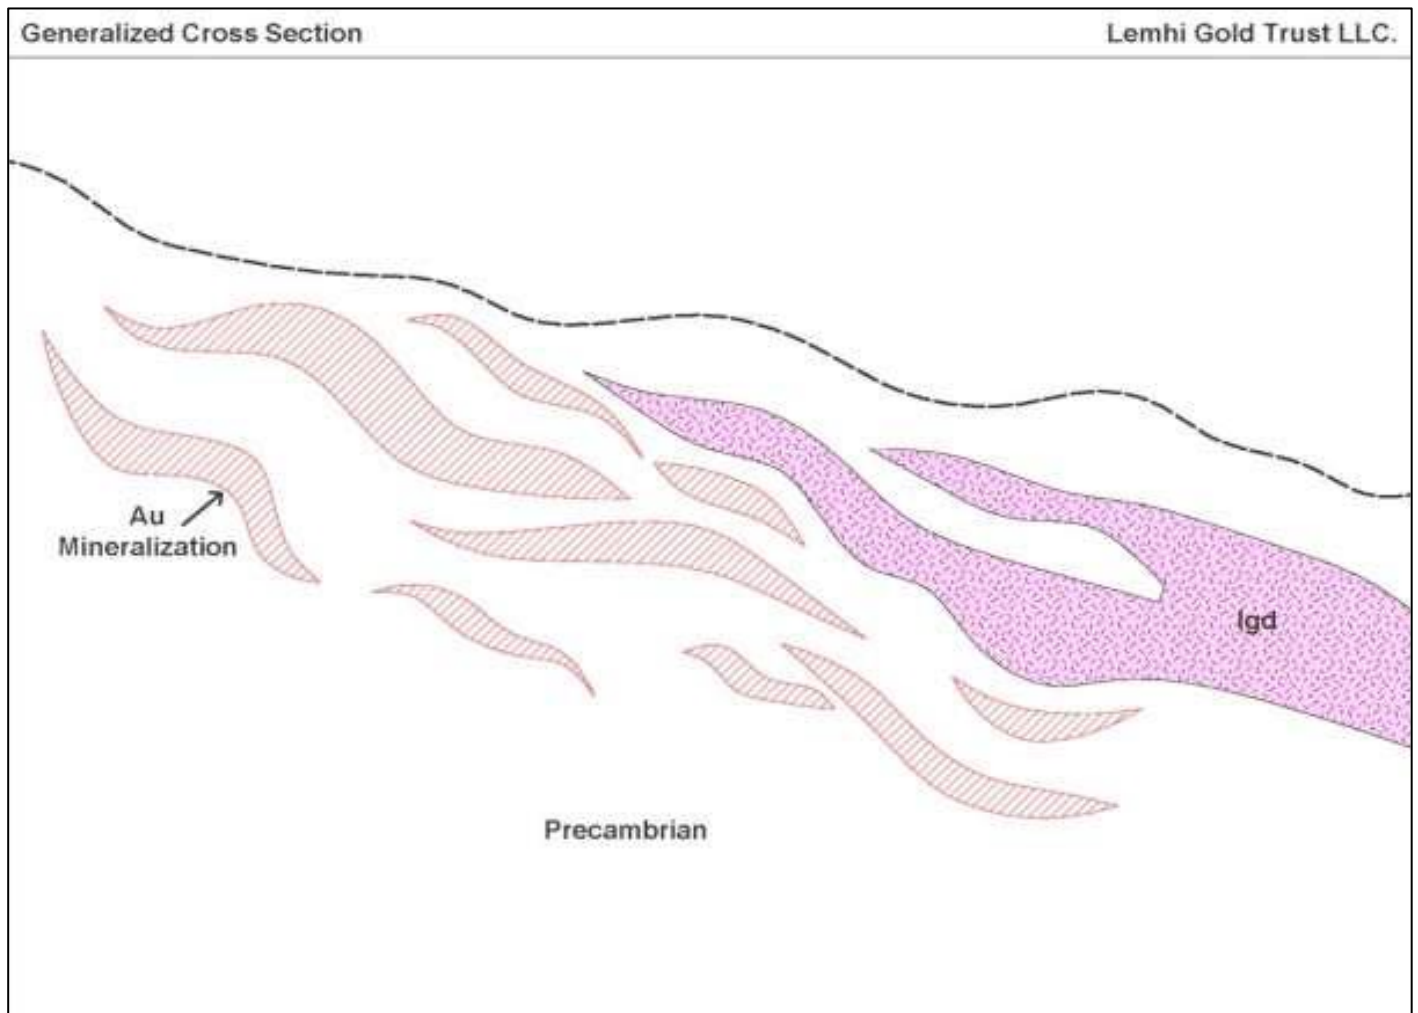 Generalized Cross Section
Lemhi Gold Trust LLC.
Au
Mineralization
Igd
Precambrian